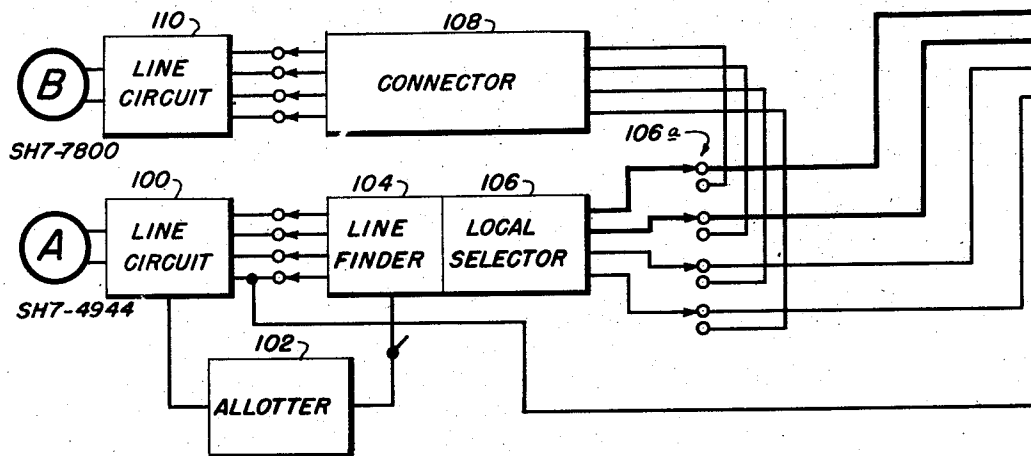 110
108
B
LINE
CIRCUIT
CONNECTOR
SH7-7800
106a
100
104
106
A
LINE
CIRCUIT
LINE
FINDER
LOCAL
SELECTOR
SH7-4944
102
ALLOTTER